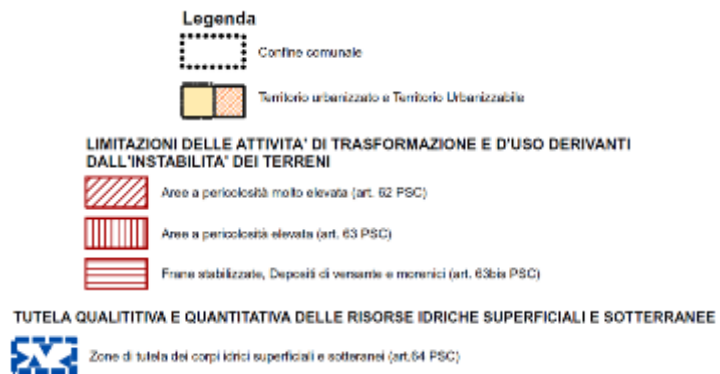 Legenda
Confine comunale
Territorio urbanizzato e Territorio Urbanizzabile
LIMITAZIONI DELLE ATTIVITA' DI TRASFORMAZIONE E D'USO DERIVANTI
DALL'INSTABILITA' DEI TERRENI
Aree a pericolosità molto elevata (art. 62 PSC)
Aree a pericolosità elevata (art. 63 PSC)
Frane stabilizzate, Depositi di versante e morenici (art. 63bis PSC)
TUTELA QUALITITIVA E QUANTITATIVA DELLE RISORSE IDRICHE SUPERFICIALI E SOTTERRANEE
Zone di tutela dei corpi idrici superficiali e sotteranei (art.64 PSC)